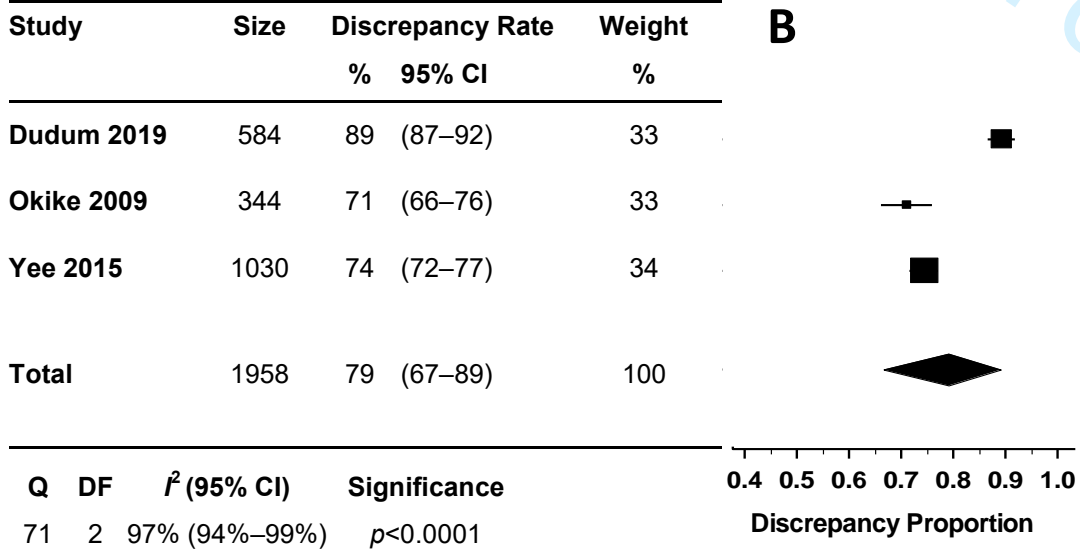 Study Size Discrepancy Rate Weight B
% 95% CI %
Dudum 2019 584 89 (87–92) 33
Okike 2009 344 71 (66–76) 33
Yee 2015 1030 74 (72–77) 34
Total 1958 79 (67–89) 100
0.4 0.5 0.6 0.7 0.8 0.9 1.0
Discrepancy Proportion
Q DF I² (95% CI) Significance
71 2 97% (94%–99%) p<0.0001